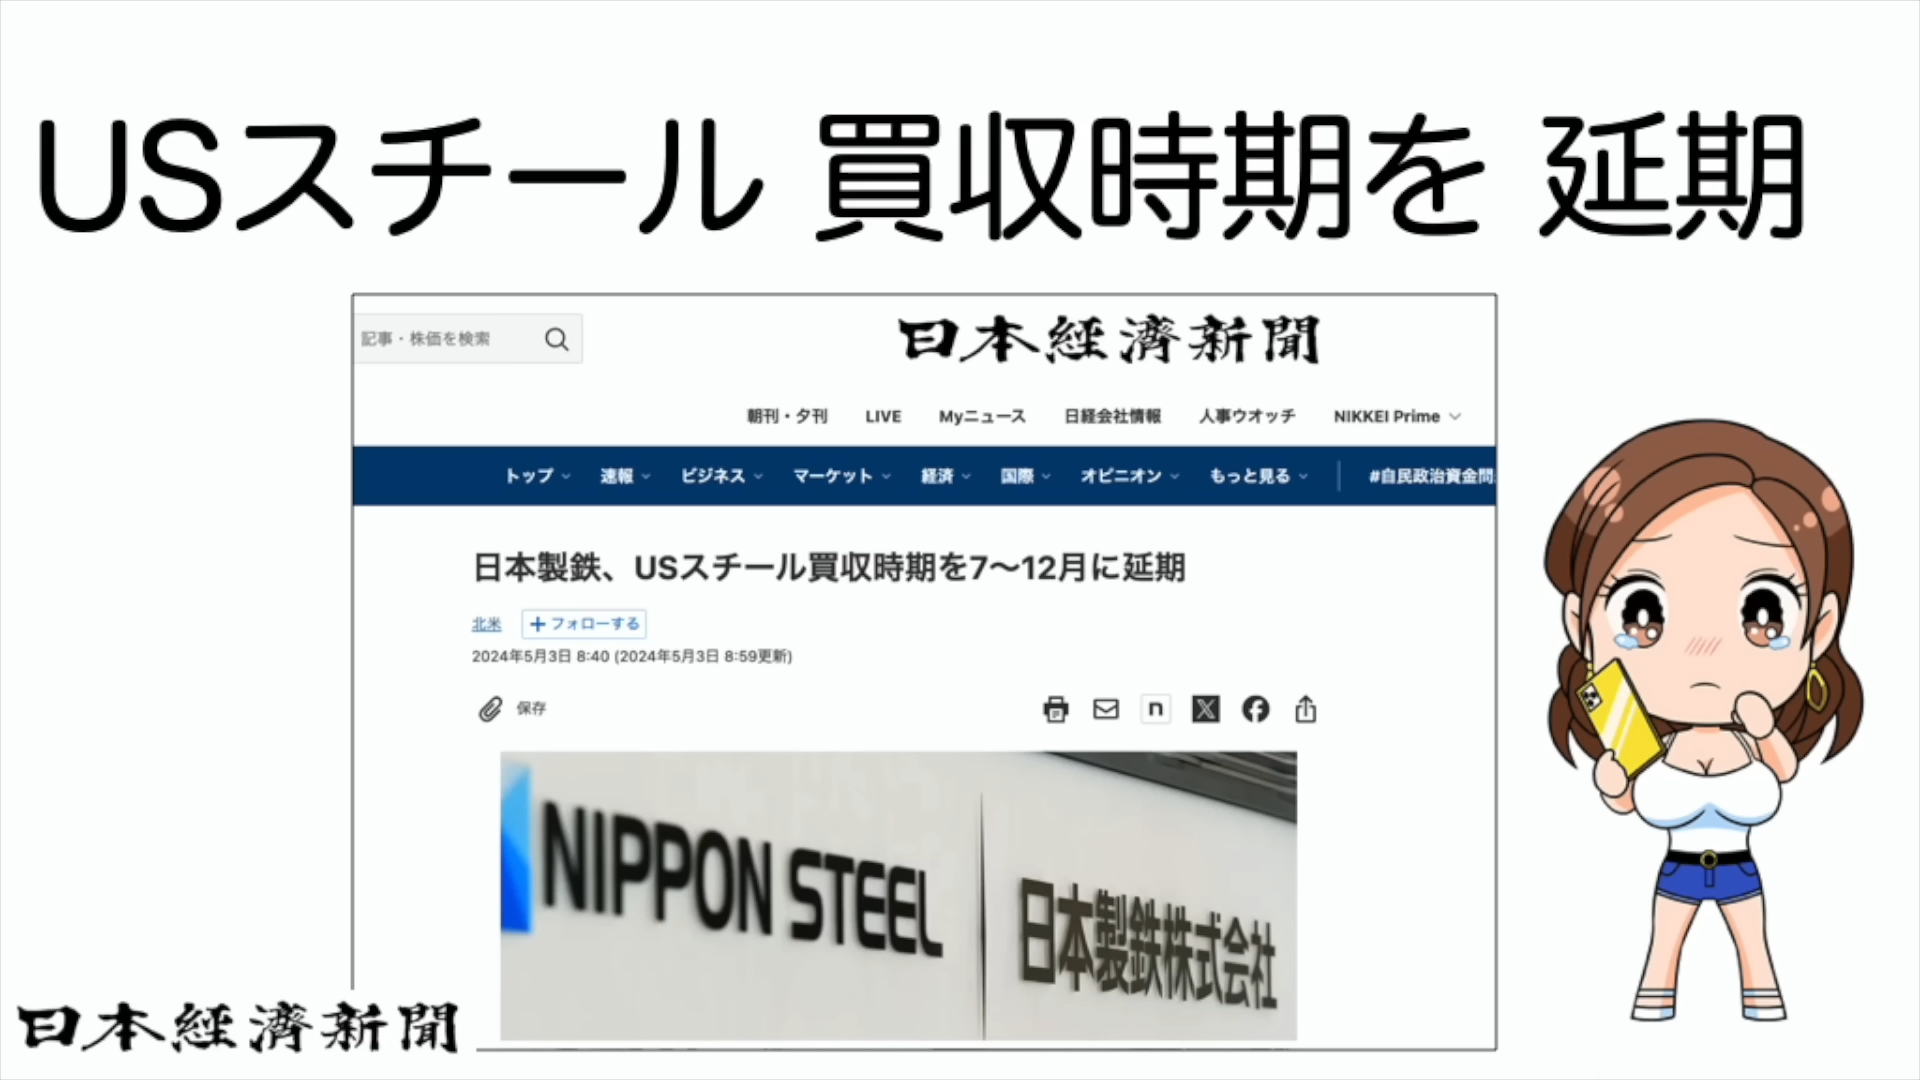 USスチール 買収時期を 延期
記事・株価を検索
日本経済新聞
朝刊・夕刊 LIVE Myニュース 日経会社情報 人事ウオッチ NIKKEI Prime
トップ 速報 ビジネス マーケット 経済 国際 オピニオン もっと見る #自民政治資金問
日本製鉄、USスチール買収時期を7〜12月に延期
北米 +フォローする
2024年5月3日 8:40 (2024年5月3日 8:59更新)
保存
NIPPON STEEL 日本製鉄株式会社
日本經濟新聞